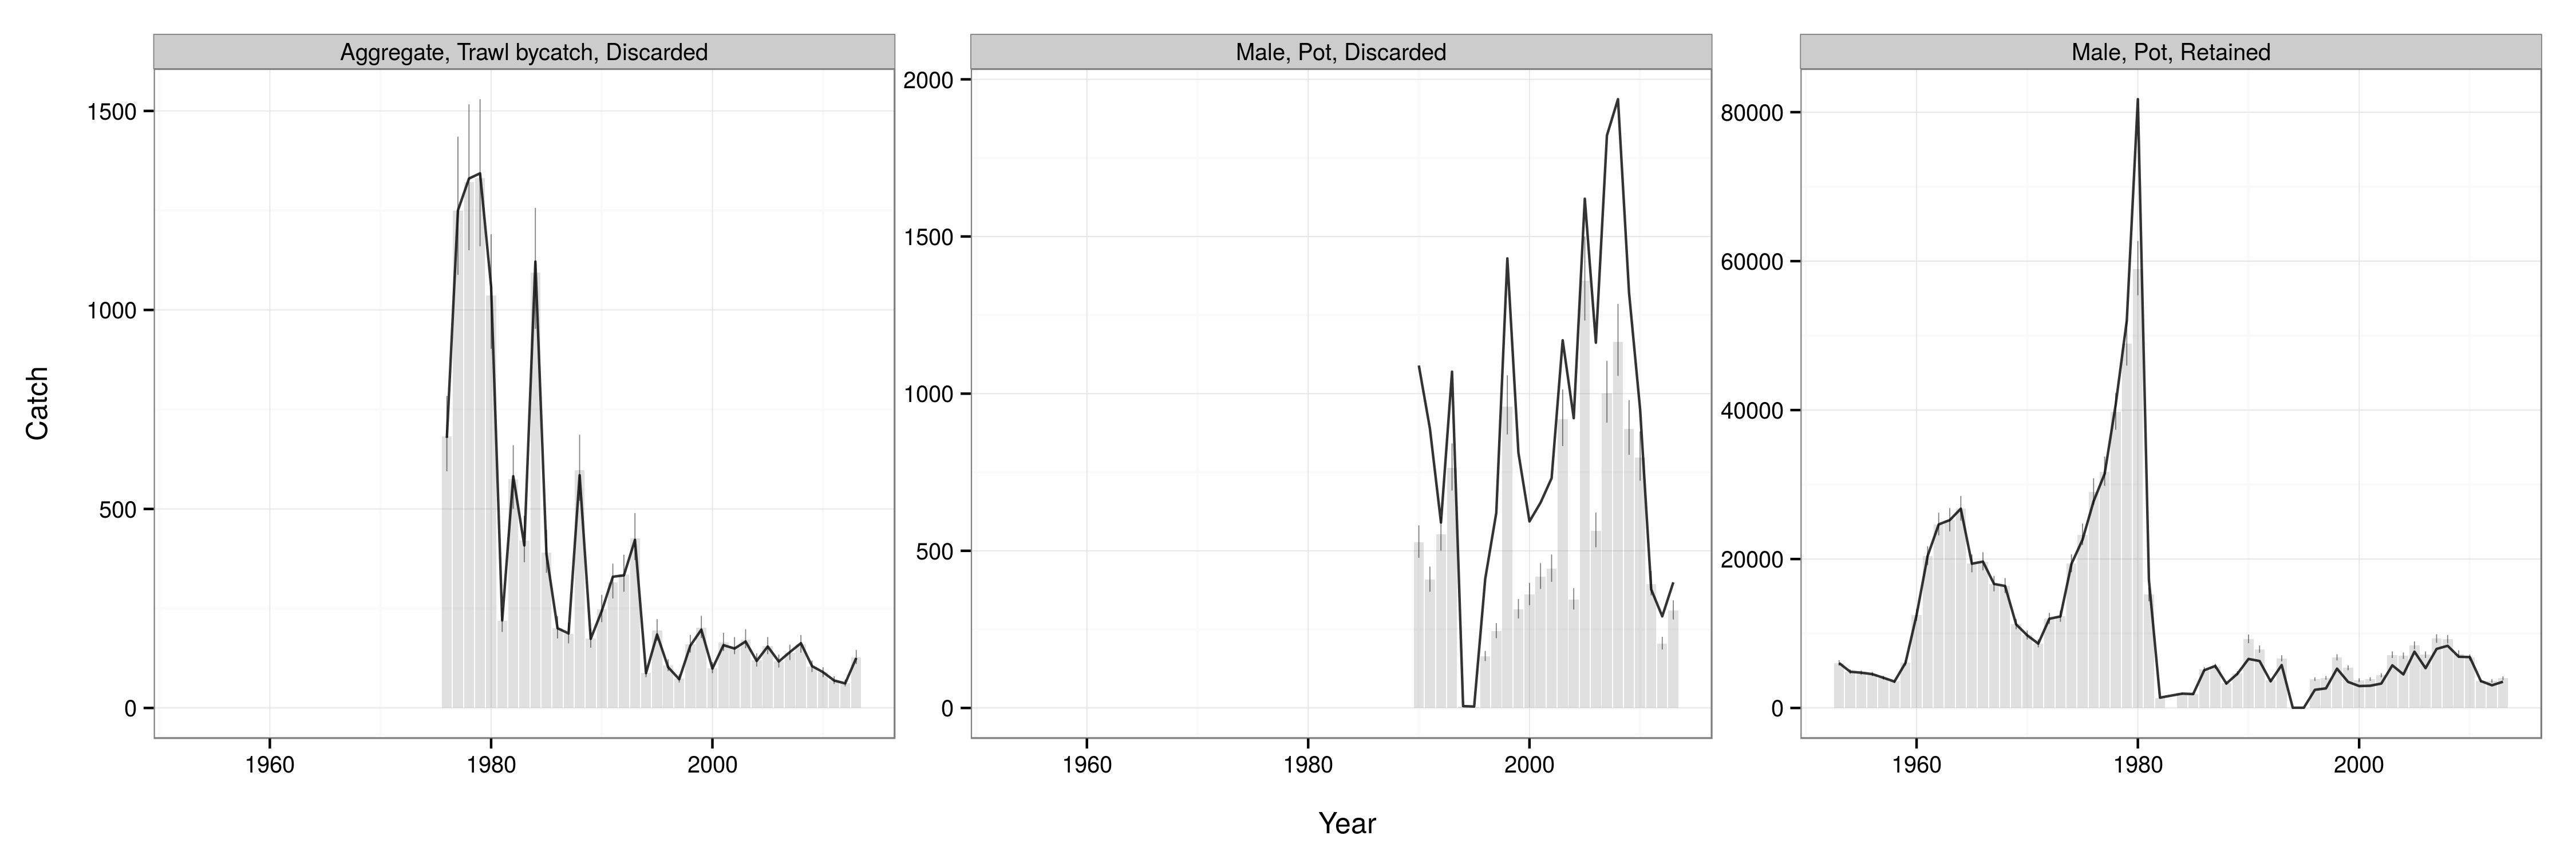 Aggregate, Trawl bycatch, Discarded
Male, Pot, Discarded
Male, Pot, Retained
Catch
1500
1000
500
0
2000
1500
1000
500
0
80000
60000
40000
20000
0
1960 1980 2000
1960 1980 2000
1960 1980 2000
Year